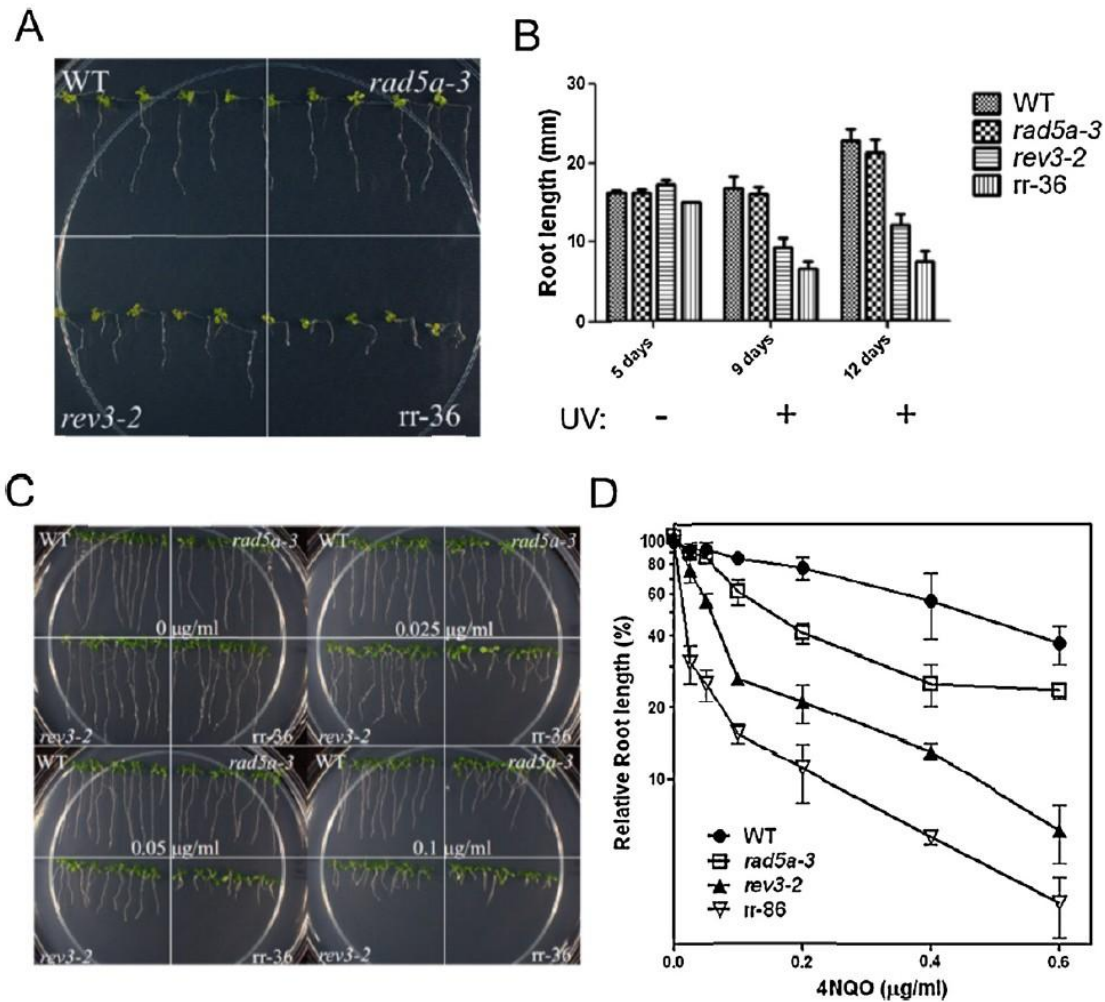 A
WT
rad5a-3
rev3-2
rr-36
B
Root length (mm)
30
20
10
0
5 days
9 days
12 days
UV:
-
+
+
WT
rad5a-3
rev3-2
rr-36
C
WT
rad5a-3
0 µg/ml
rev3-2
rr-36
WT
rad5a-3
0.025 µg/ml
rev3-2
rr-36
WT
rad5a-3
0.05 µg/ml
rev3-2
rr-36
WT
rad5a-3
0.1 µg/ml
rev3-2
rr-36
D
Relative Root length (%)
100
80
60
40
20
10
WT
rad5a-3
rev3-2
rr-86
0.0
0.2
0.4
0.6
4NQO (µg/ml)